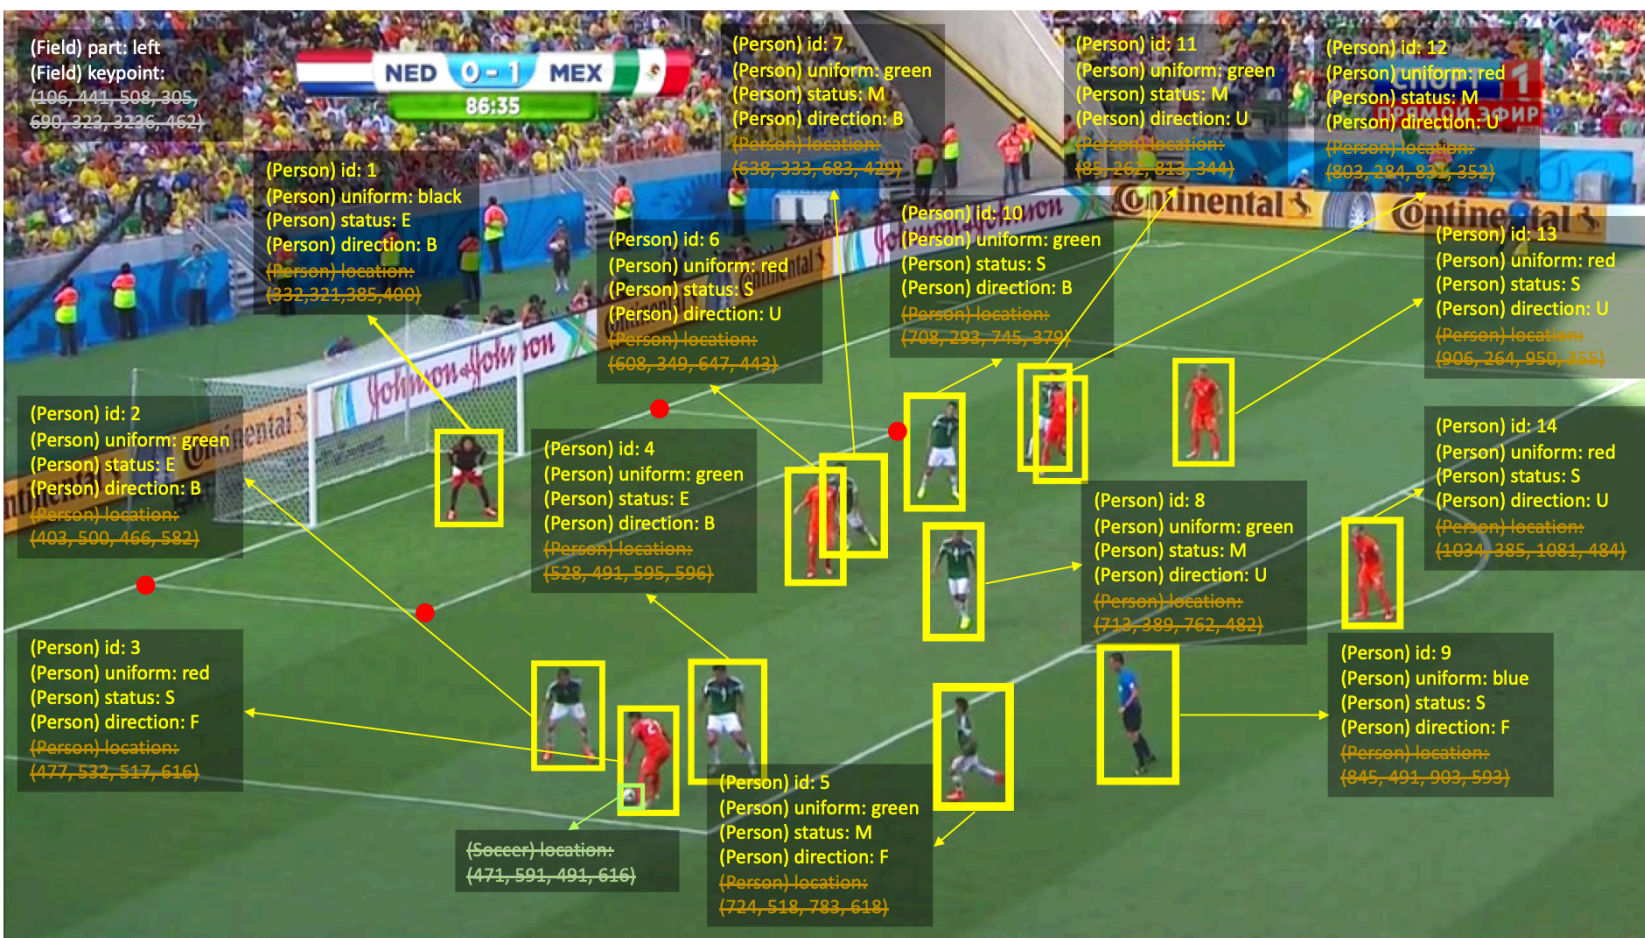 (Field) part: left
(Field) keypoint:
(106, 441, 508, 305,
690, 323, 3236, 462)
NED 0-1 MEX
86:35
(Person) id: 7
(Person) uniform: green
(Person) status: M
(Person) direction: B
(Person) location:
(638, 333, 683, 429)
(Person) id: 11
(Person) uniform: green
(Person) status: M
(Person) direction: U
(Person) location:
(85, 262, 813, 344)
(Person) id: 12
(Person) uniform: red
(Person) status: M
(Person) direction: U
(Person) location:
(803, 284, 831, 352)
1
ЭФИР
(Person) id: 1
(Person) uniform: black
(Person) status: E
(Person) direction: B
(Person) location:
(332,321,385,400)
(Person) id: 6
(Person) uniform: red
(Person) status: S
(Person) direction: U
(Person) location:
(608, 349, 647, 443)
(Person) id: 10
(Person) uniform: green
(Person) status: S
(Person) direction: B
(Person) location:
(708, 293, 745, 379)
(Person) id: 13
(Person) uniform: red
(Person) status: S
(Person) direction: U
(Person) location:
(906, 264, 950, 355)
Continental
Continental
Johnson&Johnson
Continental
Continental
Johnson&Johnson
Continental
(Person) id: 2
(Person) uniform: green
(Person) status: E
(Person) direction: B
(Person) location:
(403, 500, 466, 582)
(Person) id: 4
(Person) uniform: green
(Person) status: E
(Person) direction: B
(Person) location:
(528, 491, 595, 596)
(Person) id: 8
(Person) uniform: green
(Person) status: M
(Person) direction: U
(Person) location:
(713, 389, 762, 482)
(Person) id: 14
(Person) uniform: red
(Person) status: S
(Person) direction: U
(Person) location:
(1034, 385, 1081, 484)
(Person) id: 3
(Person) uniform: red
(Person) status: S
(Person) direction: F
(Person) location:
(477, 532, 517, 616)
21
(Person) id: 9
(Person) uniform: blue
(Person) status: S
(Person) direction: F
(Person) location:
(845, 491, 903, 593)
(Person) id: 5
(Person) uniform: green
(Person) status: M
(Person) direction: F
(Person) location:
(724, 518, 783, 618)
(Soccer) location:
(471, 591, 491, 616)